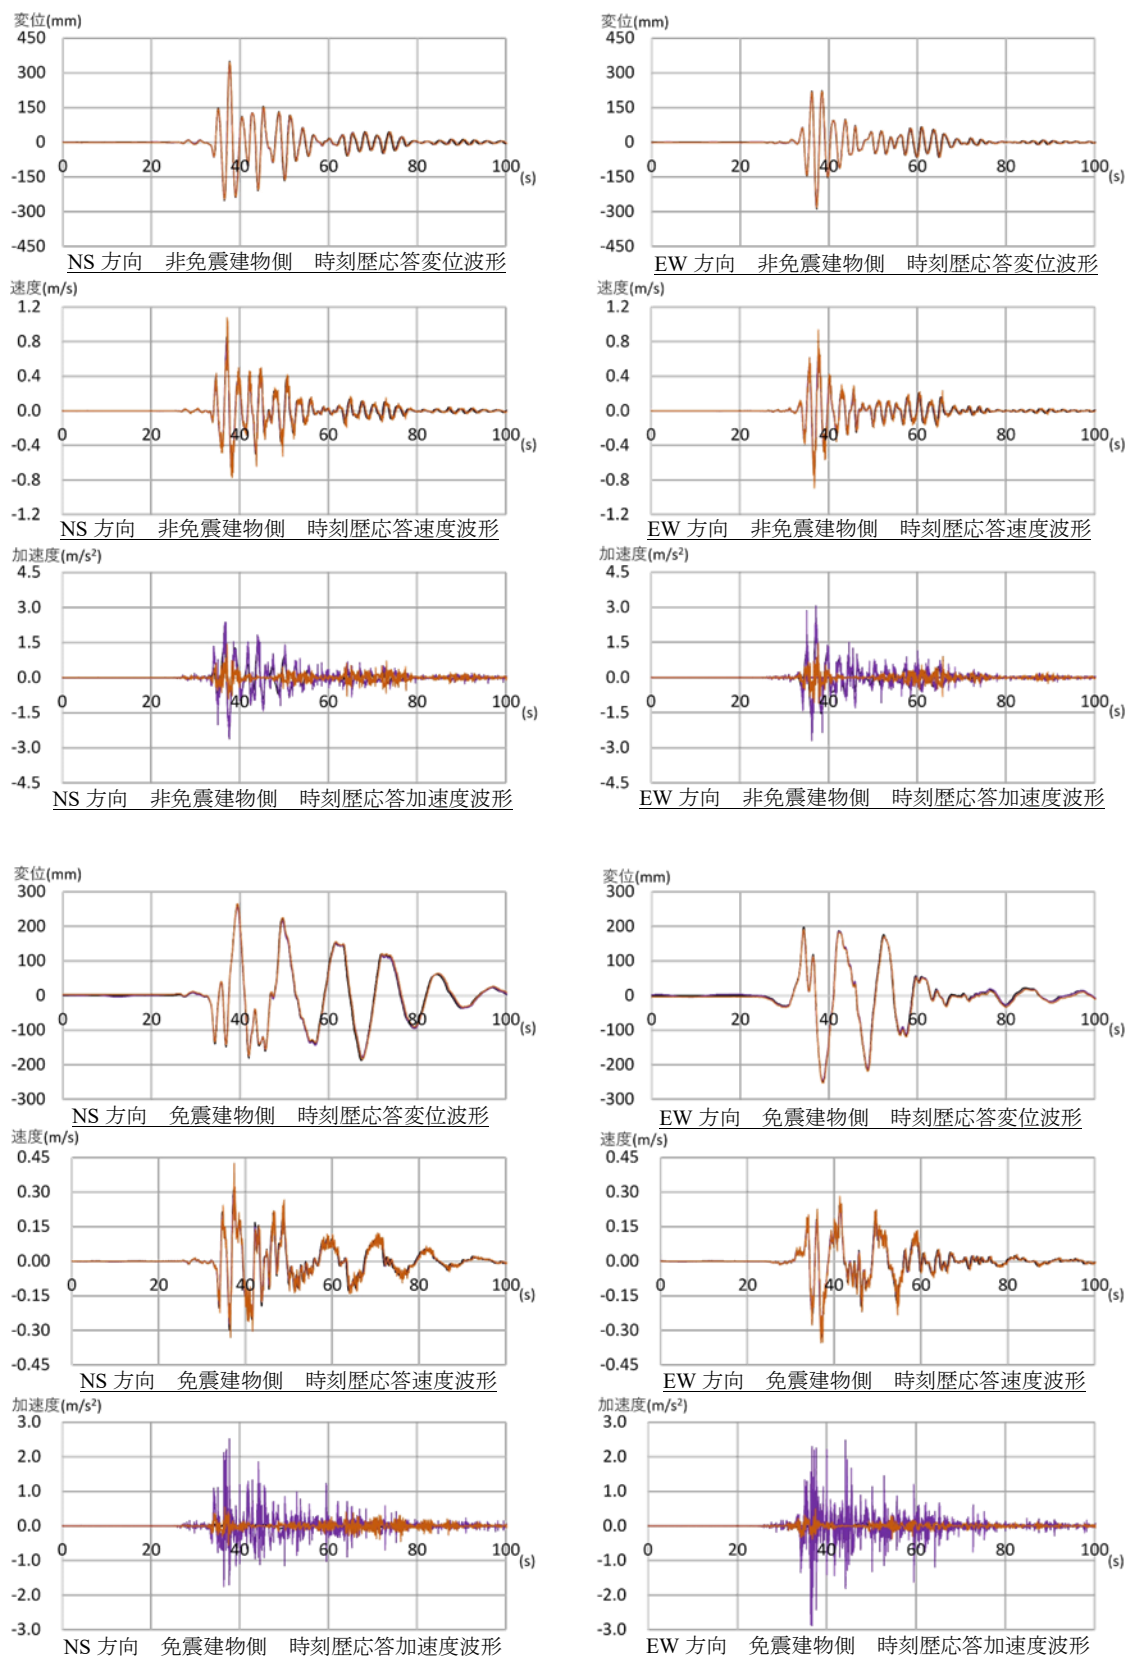 変位(mm)
450
300
150
0
-150
-300
-450
0 20 40 60 80 100 (s)
NS 方向 非免震建物側 時刻歴応答変位波形
変位(mm)
450
300
150
0
-150
-300
-450
0 20 40 60 80 100 (s)
EW 方向 非免震建物側 時刻歴応答変位波形
速度(m/s)
1.2
0.8
0.4
0.0
-0.4
-0.8
-1.2
0 20 40 60 80 100 (s)
NS 方向 非免震建物側 時刻歴応答速度波形
速度(m/s)
1.2
0.8
0.4
0.0
-0.4
-0.8
-1.2
0 20 40 60 80 100 (s)
EW 方向 非免震建物側 時刻歴応答速度波形
加速度(m/s²)
4.5
3.0
1.5
0.0
-1.5
-3.0
-4.5
0 20 40 60 80 100 (s)
NS 方向 非免震建物側 時刻歴応答加速度波形
加速度(m/s²)
4.5
3.0
1.5
0.0
-1.5
-3.0
-4.5
0 20 40 60 80 100 (s)
EW 方向 非免震建物側 時刻歴応答加速度波形
変位(mm)
300
200
100
0
-100
-200
-300
0 20 40 60 80 100 (s)
NS 方向 免震建物側 時刻歴応答変位波形
変位(mm)
300
200
100
0
-100
-200
-300
0 20 40 60 80 100 (s)
EW 方向 免震建物側 時刻歴応答変位波形
速度(m/s)
0.45
0.30
0.15
0.00
-0.15
-0.30
-0.45
0 20 40 60 80 100 (s)
NS 方向 免震建物側 時刻歴応答速度波形
速度(m/s)
0.45
0.30
0.15
0.00
-0.15
-0.30
-0.45
0 20 40 60 80 100 (s)
EW 方向 免震建物側 時刻歴応答速度波形
加速度(m/s²)
3.0
2.0
1.0
0.0
-1.0
-2.0
-3.0
0 20 40 60 80 100 (s)
NS 方向 免震建物側 時刻歴応答加速度波形
加速度(m/s²)
3.0
2.0
1.0
0.0
-1.0
-2.0
-3.0
0 20 40 60 80 100 (s)
EW 方向 免震建物側 時刻歴応答加速度波形